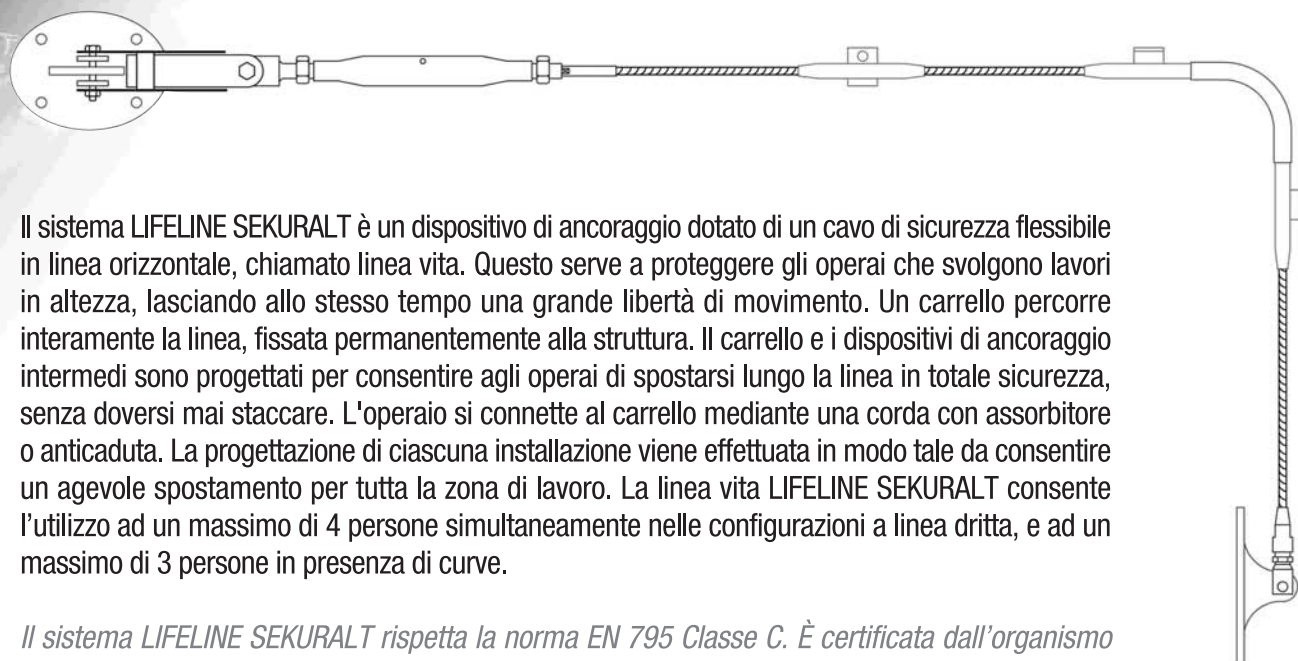 Il sistema LIFELINE SEKURALT è un dispositivo di ancoraggio dotato di un cavo di sicurezza flessibile
in linea orizzontale, chiamato linea vita. Questo serve a proteggere gli operai che svolgono lavori
in altezza, lasciando allo stesso tempo una grande libertà di movimento. Un carrello percorre
interamente la linea, fissata permanentemente alla struttura. Il carrello e i dispositivi di ancoraggio
intermedi sono progettati per consentire agli operai di spostarsi lungo la linea in totale sicurezza,
senza doversi mai staccare. L'operaio si connette al carrello mediante una corda con assorbitore
o anticaduta. La progettazione di ciascuna installazione viene effettuata in modo tale da consentire
un agevole spostamento per tutta la zona di lavoro. La linea vita LIFELINE SEKURALT consente
l’utilizzo ad un massimo di 4 persone simultaneamente nelle configurazioni a linea dritta, e ad un
massimo di 3 persone in presenza di curve.
Il sistema LIFELINE SEKURALT rispetta la norma EN 795 Classe C. È certificata dall’organismo